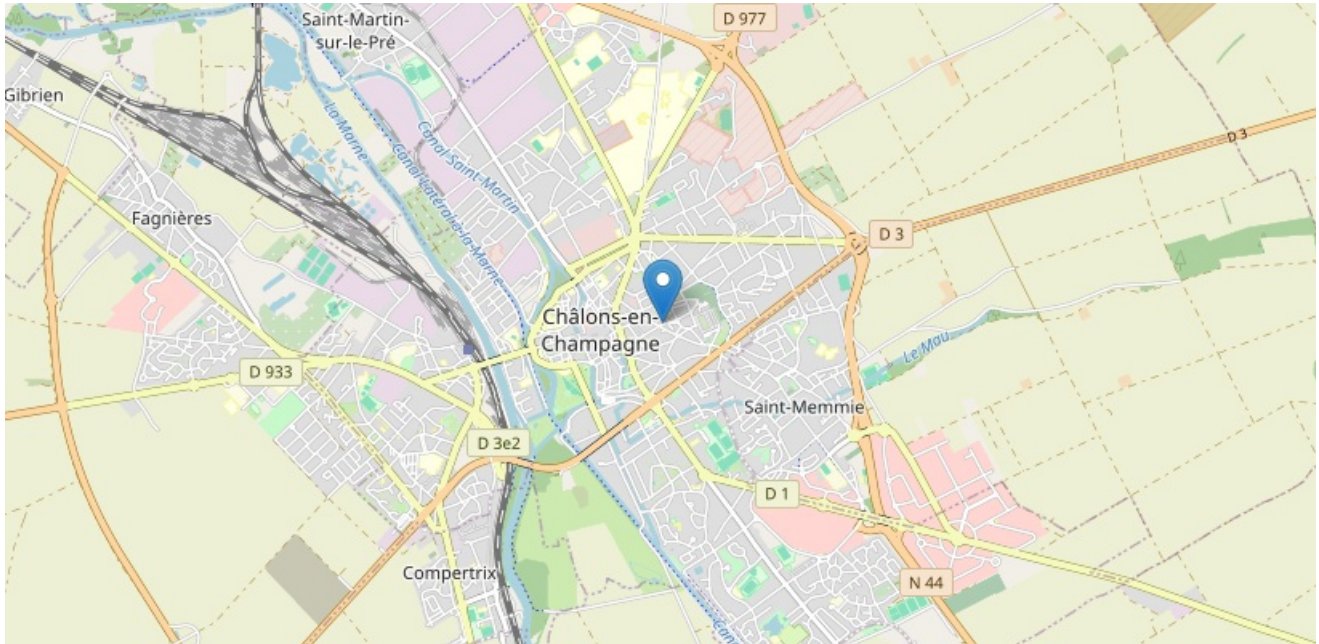 Saint-Martin-
sur-le-Pré
D 977
Gibrien
La Marne
Canal Latéral à la Marne
Canal Saint-Martin
D 3
Fagnières
D 3
Châlons-en-
Champagne
Le Mau
D 933
Saint-Memmie
D 3e2
D 1
Compertrix
N 44